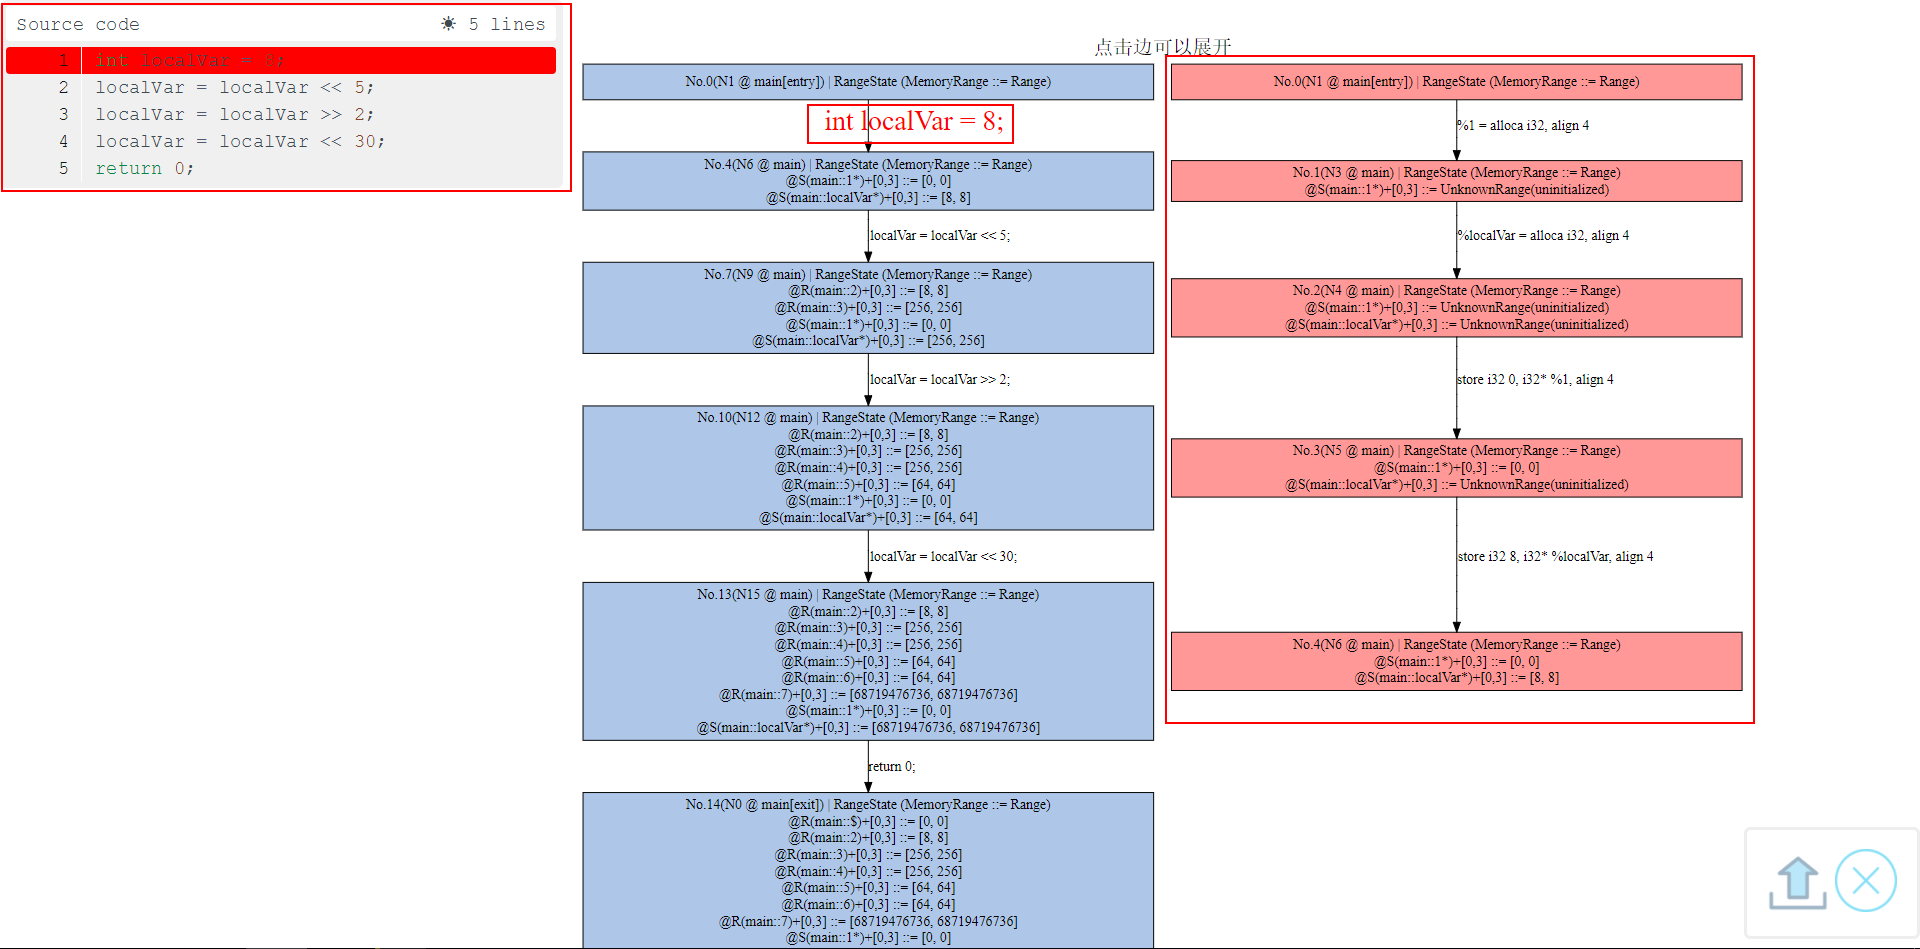 Source code
5 lines
1 int localVar = 8;
2 localVar = localVar << 5;
3 localVar = localVar >> 2;
4 localVar = localVar << 30;
5 return 0;
点击边可以展开
No.0(N1 @ main[entry]) | RangeState (MemoryRange ::= Range)
int localVar = 8;
No.4(N6 @ main) | RangeState (MemoryRange ::= Range)
@S(main::1*)+[0,3] ::= [0, 0]
@S(main::localVar*)+[0,3] ::= [8, 8]
localVar = localVar << 5;
No.7(N9 @ main) | RangeState (MemoryRange ::= Range)
@R(main::2)+[0,3] ::= [8, 8]
@R(main::3)+[0,3] ::= [256, 256]
@S(main::1*)+[0,3] ::= [0, 0]
@S(main::localVar*)+[0,3] ::= [256, 256]
localVar = localVar >> 2;
No.10(N12 @ main) | RangeState (MemoryRange ::= Range)
@R(main::2)+[0,3] ::= [8, 8]
@R(main::3)+[0,3] ::= [256, 256]
@R(main::4)+[0,3] ::= [256, 256]
@R(main::5)+[0,3] ::= [64, 64]
@S(main::1*)+[0,3] ::= [0, 0]
@S(main::localVar*)+[0,3] ::= [64, 64]
localVar = localVar << 30;
No.13(N15 @ main) | RangeState (MemoryRange ::= Range)
@R(main::2)+[0,3] ::= [8, 8]
@R(main::3)+[0,3] ::= [256, 256]
@R(main::4)+[0,3] ::= [256, 256]
@R(main::5)+[0,3] ::= [64, 64]
@R(main::6)+[0,3] ::= [64, 64]
@R(main::7)+[0,3] ::= [68719476736, 68719476736]
@S(main::1*)+[0,3] ::= [0, 0]
@S(main::localVar*)+[0,3] ::= [68719476736, 68719476736]
return 0;
No.14(N0 @ main[exit]) | RangeState (MemoryRange ::= Range)
@R(main::$)+[0,3] ::= [0, 0]
@R(main::2)+[0,3] ::= [8, 8]
@R(main::3)+[0,3] ::= [256, 256]
@R(main::4)+[0,3] ::= [256, 256]
@R(main::5)+[0,3] ::= [64, 64]
@R(main::6)+[0,3] ::= [64, 64]
@R(main::7)+[0,3] ::= [68719476736, 68719476736]
@S(main::1*)+[0,3] ::= [0, 0]
No.0(N1 @ main[entry]) | RangeState (MemoryRange ::= Range)
%1 = alloca i32, align 4
No.1(N3 @ main) | RangeState (MemoryRange ::= Range)
@S(main::1*)+[0,3] ::= UnknownRange(uninitialized)
%localVar = alloca i32, align 4
No.2(N4 @ main) | RangeState (MemoryRange ::= Range)
@S(main::1*)+[0,3] ::= UnknownRange(uninitialized)
@S(main::localVar*)+[0,3] ::= UnknownRange(uninitialized)
store i32 0, i32* %1, align 4
No.3(N5 @ main) | RangeState (MemoryRange ::= Range)
@S(main::1*)+[0,3] ::= [0, 0]
@S(main::localVar*)+[0,3] ::= UnknownRange(uninitialized)
store i32 8, i32* %localVar, align 4
No.4(N6 @ main) | RangeState (MemoryRange ::= Range)
@S(main::1*)+[0,3] ::= [0, 0]
@S(main::localVar*)+[0,3] ::= [8, 8]